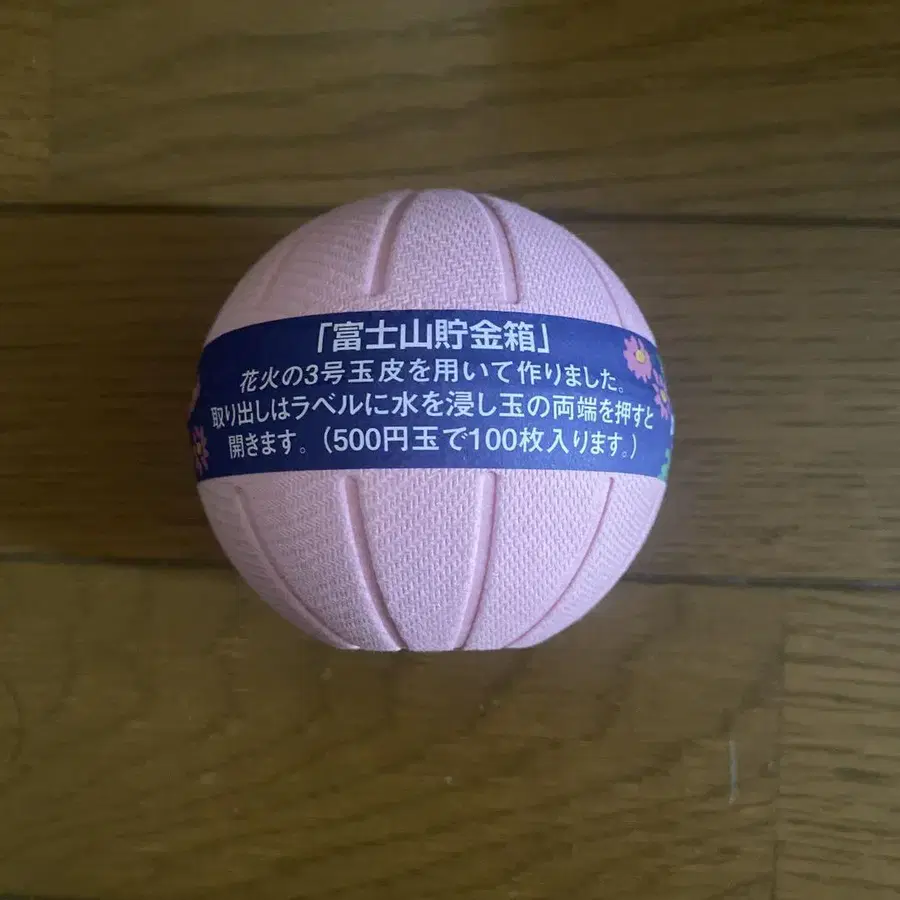 「富士山貯金箱」
花火の3号玉皮を用いて作りました。
取り出しはラベルに水を浸し玉の両端を押すと
開きます。(500円玉で100枚入ります。)